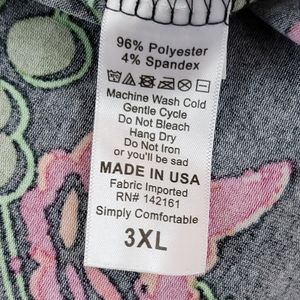 96% Polyester
4% Spandex
Machine Wash Cold
Gentle Cycle
Do Not Bleach
Hang Dry
Do Not Iron
or you'll be sad
MADE IN USA
Fabric Imported
RN# 142161
Simply Comfortable
3XL